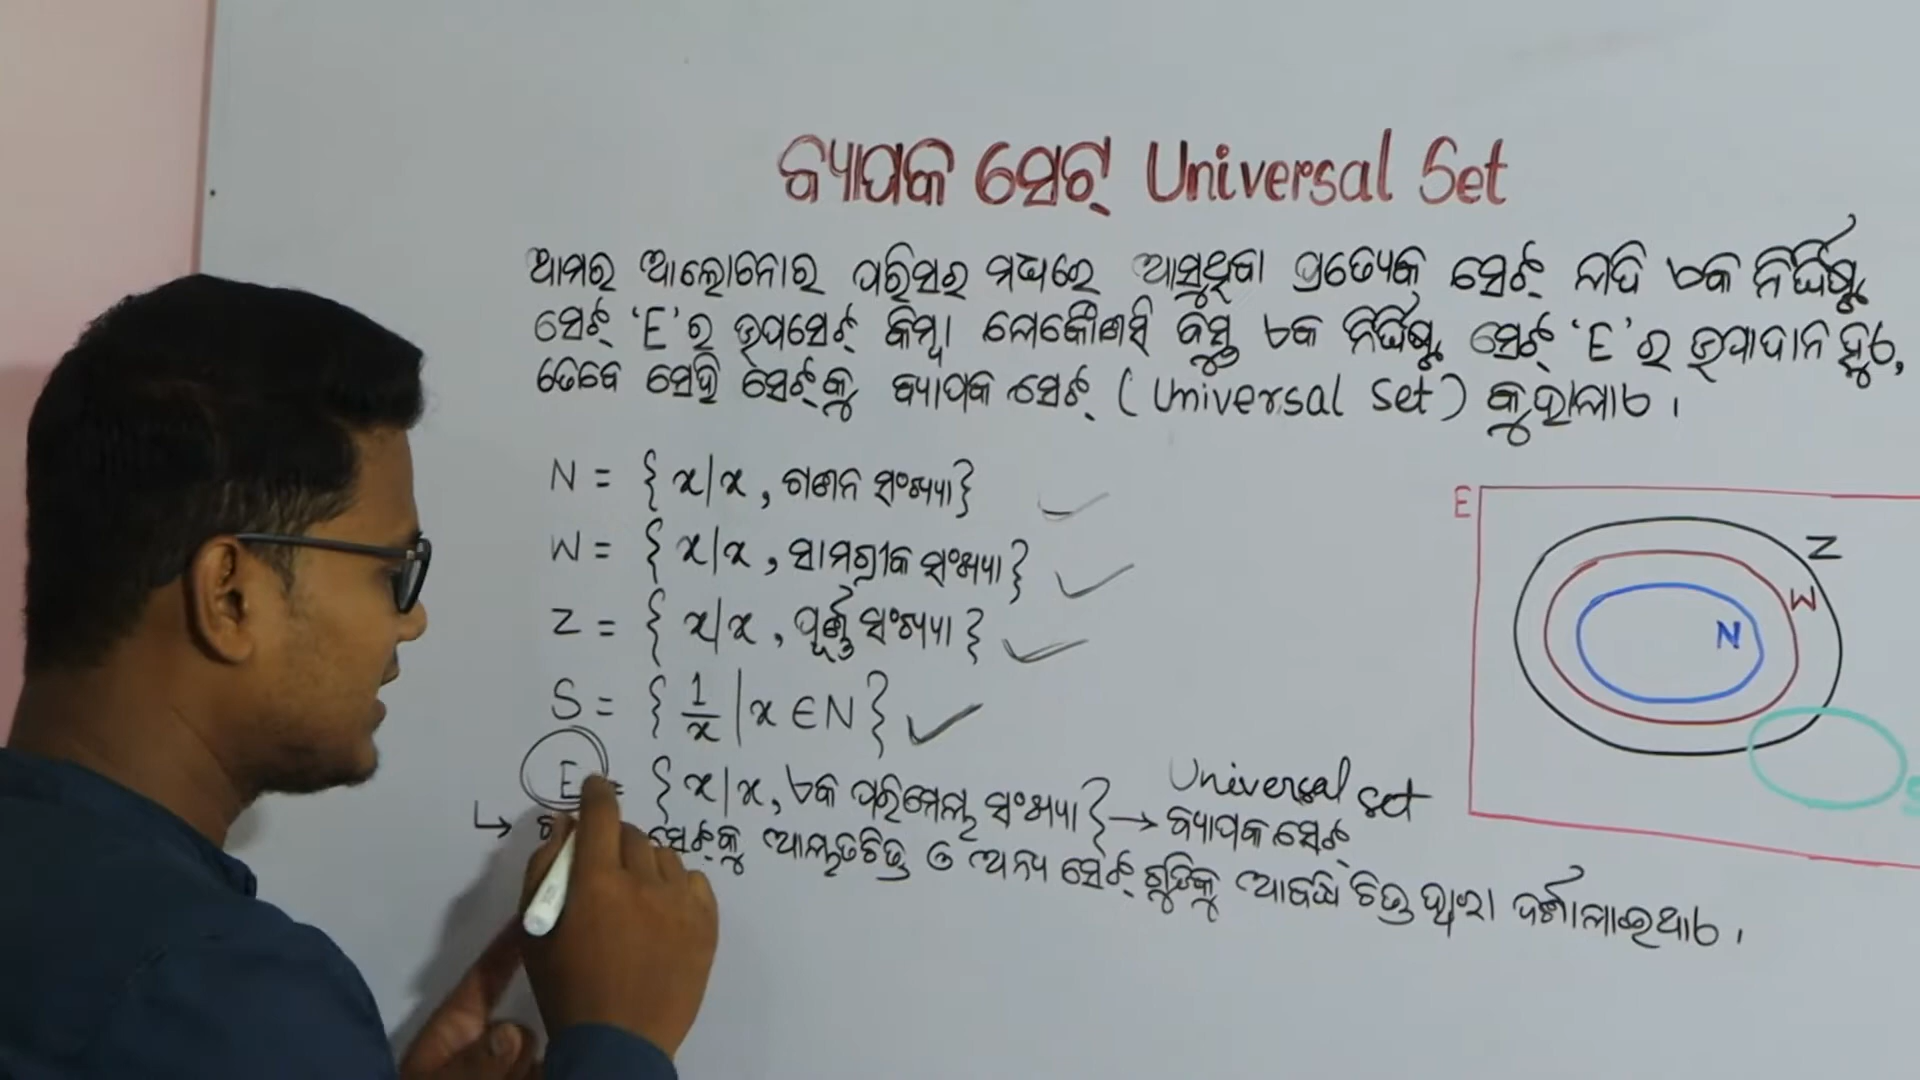 ବ୍ୟାପକ ସେଟ୍ Universal Set
ଆମର ଆଲୋଚନାର ପରିସର ମଧ୍ୟରେ ଆସୁଥିବା ପ୍ରତ୍ୟେକ ସେଟ୍ ଯଦି ଏକ ନିର୍ଦ୍ଦିଷ୍ଟ
ସେଟ୍ 'E'ର ଉପସେଟ୍ କିମ୍ବା ଯେକୌଣସି ବସ୍ତୁ ଏକ ନିର୍ଦ୍ଦିଷ୍ଟ ସେଟ୍ 'E'ର ଉପାଦାନ ହୁଏ,
ତେବେ ସେହି ସେଟ୍‌କୁ ବ୍ୟାପକ ସେଟ୍ (Universal Set) କୁହାଯାଏ ।
N = { x|x, ଗଣନ ସଂଖ୍ୟା}
W = { x|x, ସାମଗ୍ରୀକ ସଂଖ୍ୟା}
Z = { x|x, ପୂର୍ଣ୍ଣ ସଂଖ୍ୟା}
S = { 1/x | x ∈ N }
E = { x|x, ଏକ ପରିମେୟ ସଂଖ୍ୟା} → ବ୍ୟାପକ ସେଟ୍
Universal set
↳ ସେଟ୍‌କୁ ଆୟତଚିତ୍ର ଓ ଅନ୍ୟ ସେଟ୍ ଗୁଡିକୁ ଆବଦ୍ଧ ଚିତ୍ର ଦ୍ୱାରା ଦର୍ଶାଯାଇଥାଏ ।
E
Z
W
N
S